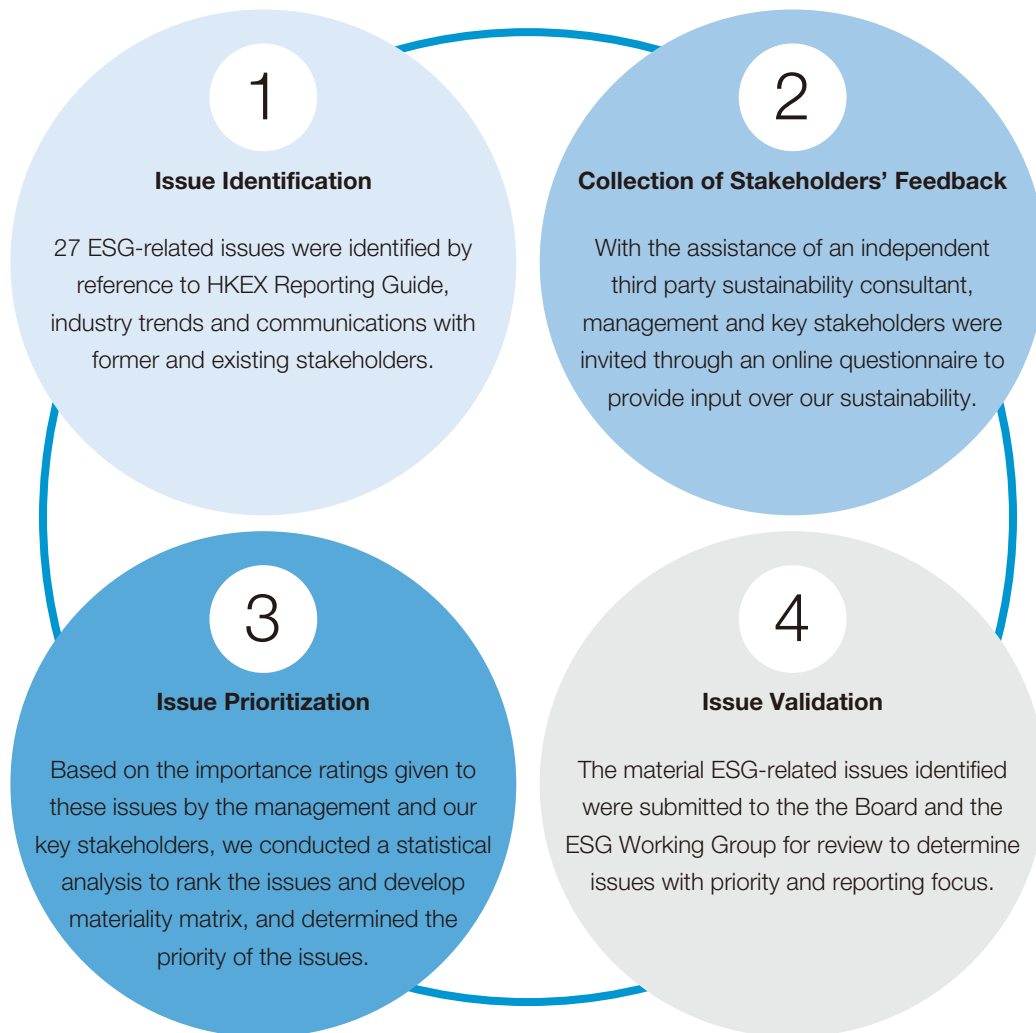 1
Issue Identification
27 ESG-related issues were identified by
reference to HKEX Reporting Guide,
industry trends and communications with
former and existing stakeholders.
2
Collection of Stakeholders’ Feedback
With the assistance of an independent
third party sustainability consultant,
management and key stakeholders were
invited through an online questionnaire to
provide input over our sustainability.
3
Issue Prioritization
Based on the importance ratings given to
these issues by the management and our
key stakeholders, we conducted a statistical
analysis to rank the issues and develop
materiality matrix, and determined the
priority of the issues.
4
Issue Validation
The material ESG-related issues identified
were submitted to the the Board and the
ESG Working Group for review to determine
issues with priority and reporting focus.